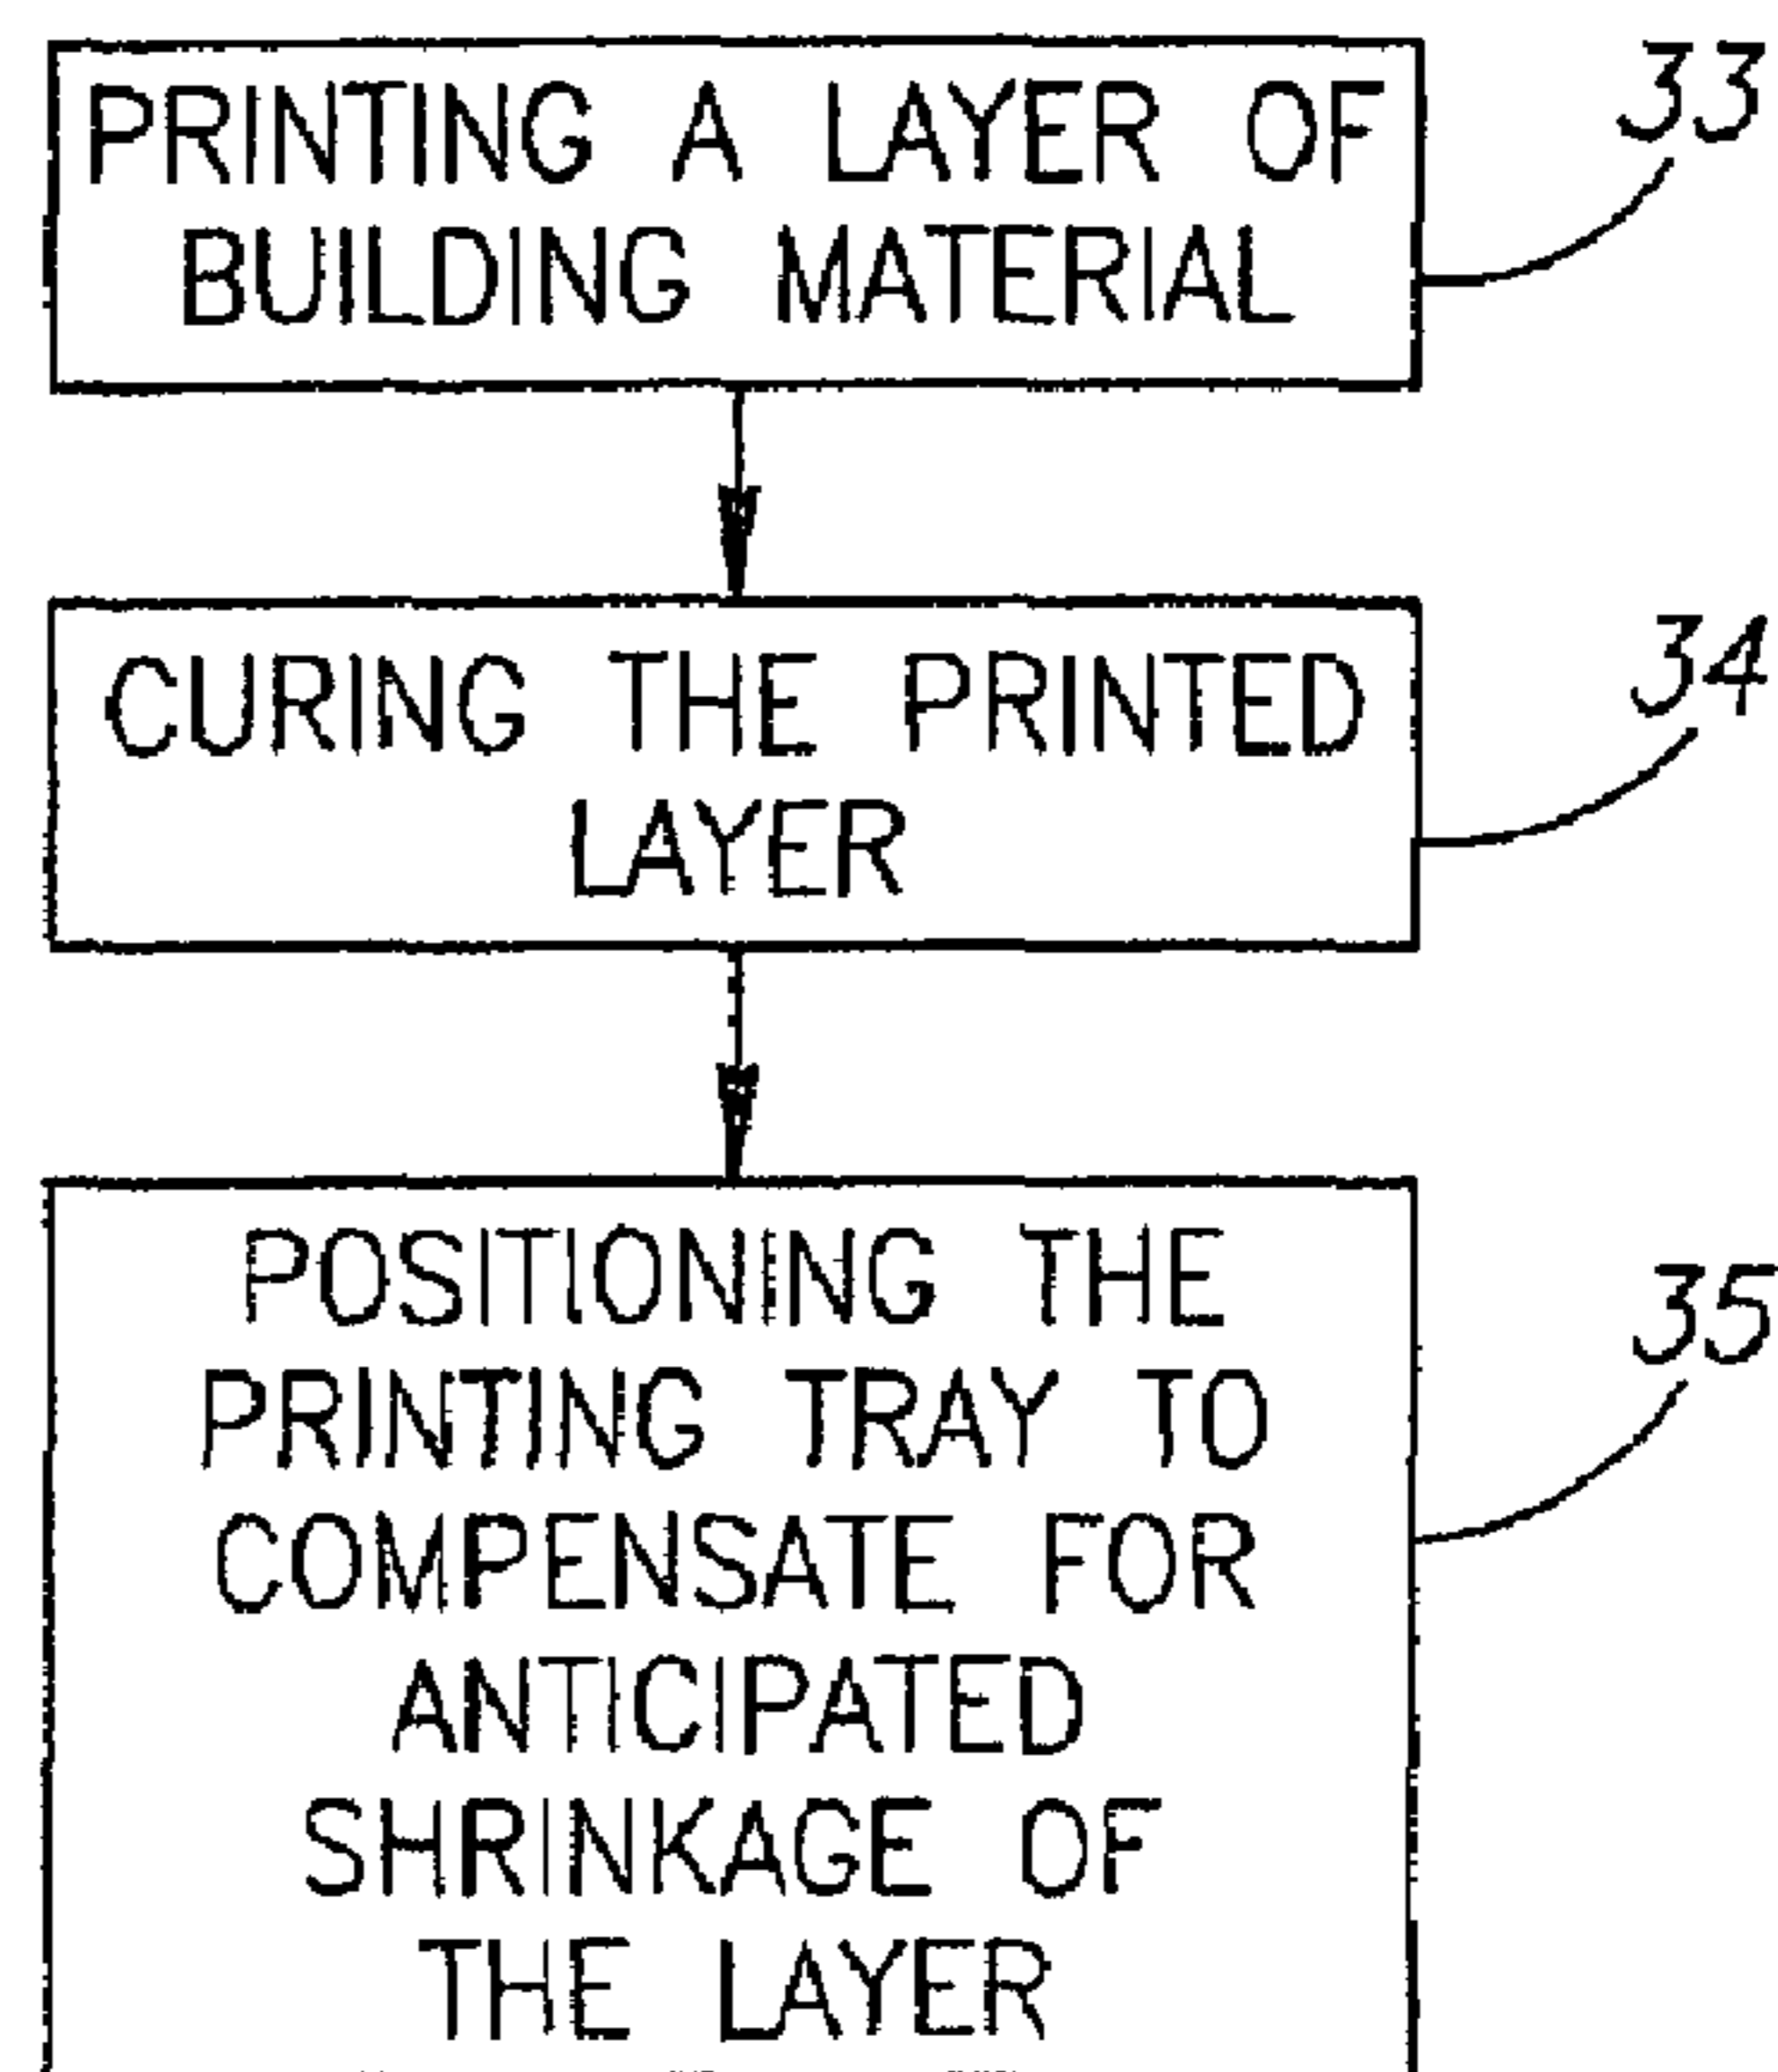 PRINTING A LAYER OF
BUILDING MATERIAL
33
CURING THE PRINTED
LAYER
34
POSITIONING THE
PRINTING TRAY TO
COMPENSATE FOR
ANTICIPATED
SHRINKAGE OF
THE LAYER
35